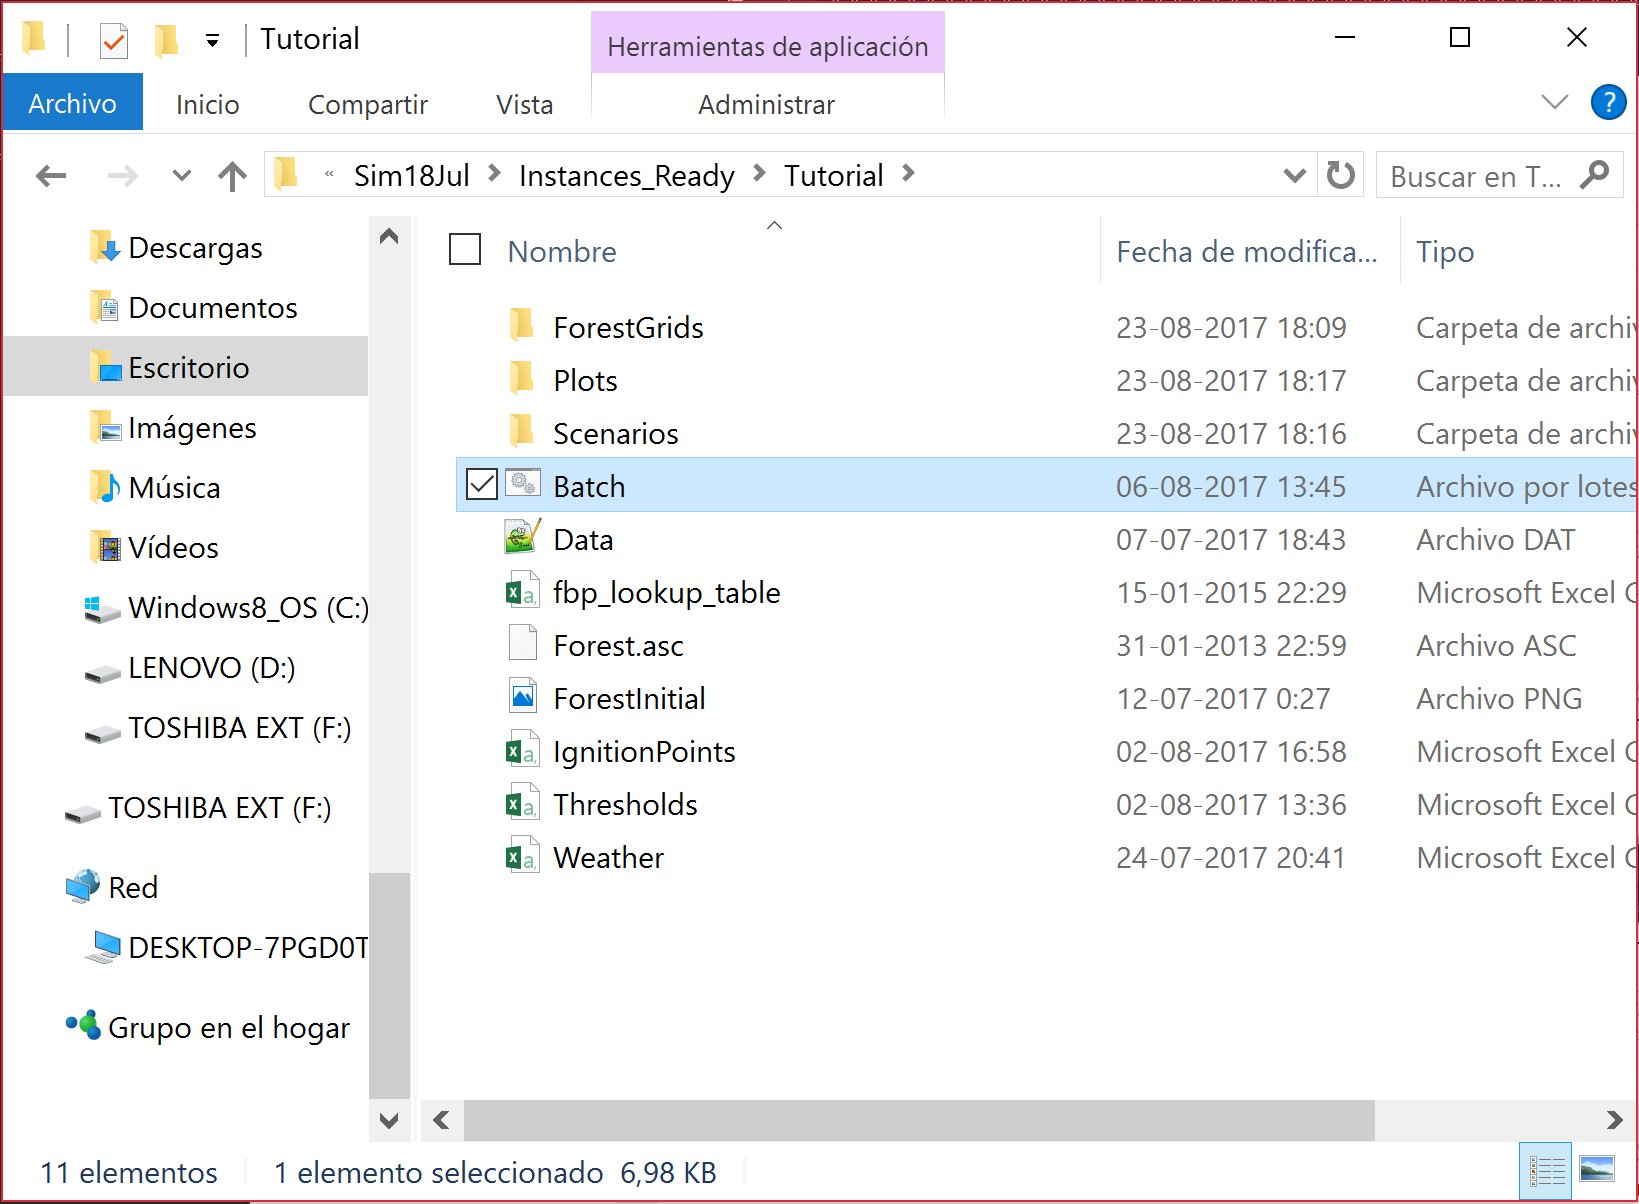 Tutorial
Herramientas de aplicación
Archivo Inicio Compartir Vista Administrar
« Sim18Jul > Instances_Ready > Tutorial > Buscar en T...
Descargas
Documentos
Escritorio
Imágenes
Música
Vídeos
Windows8_OS (C:)
LENOVO (D:)
TOSHIBA EXT (F:)
TOSHIBA EXT (F:)
Red
DESKTOP-7PGD0T
Grupo en el hogar
Nombre Fecha de modifica... Tipo
ForestGrids 23-08-2017 18:09 Carpeta de archi
Plots 23-08-2017 18:17 Carpeta de archi
Scenarios 23-08-2017 18:16 Carpeta de archi
Batch 06-08-2017 13:45 Archivo por lotes
Data 07-07-2017 18:43 Archivo DAT
fbp_lookup_table 15-01-2015 22:29 Microsoft Excel C
Forest.asc 31-01-2013 22:59 Archivo ASC
ForestInitial 12-07-2017 0:27 Archivo PNG
IgnitionPoints 02-08-2017 16:58 Microsoft Excel C
Thresholds 02-08-2017 13:36 Microsoft Excel C
Weather 24-07-2017 20:41 Microsoft Excel C
11 elementos 1 elemento seleccionado 6,98 KB